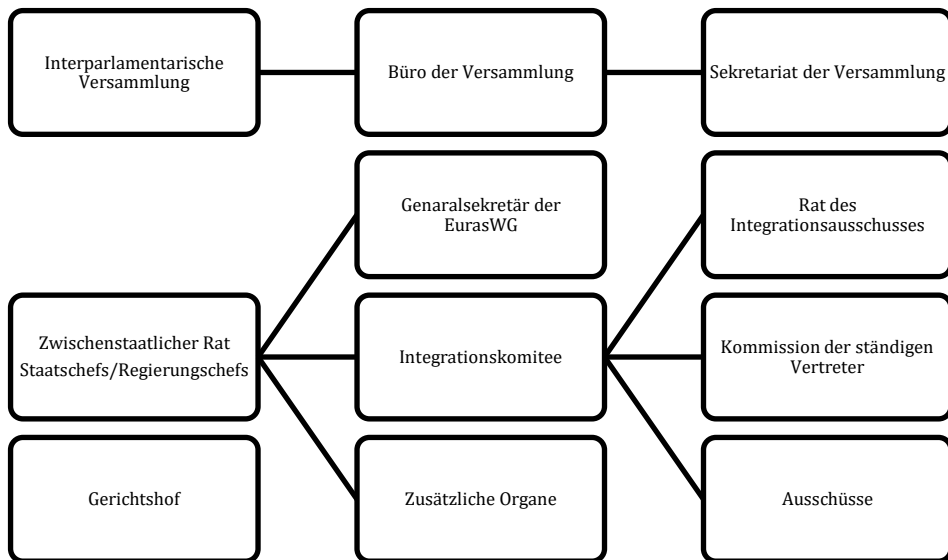 Interparlamentarische
Versammlung
Büro der Versammlung
Sekretariat der Versammlung
Genaralsekretär der
EurasWG
Rat des
Integrationsausschusses
Zwischenstaatlicher Rat
Staatschefs/Regierungschefs
Integrationskomitee
Kommission der ständigen
Vertreter
Gerichtshof
Zusätzliche Organe
Ausschüsse